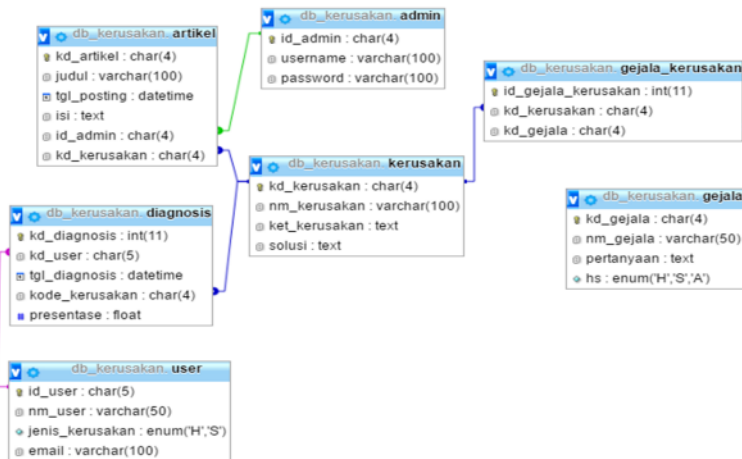 db_kerusakan artikel
kd_artikel : char(4)
judul : varchar(100)
tgl_posting : datetime
isi : text
id_admin : char(4)
kd_kerusakan : char(4)
db_kerusakan admin
id_admin : char(4)
username : varchar(100)
password : varchar(100)
db_kerusakan gejala_kerusakan
id_gejala_kerusakan : int(11)
kd_kerusakan : char(4)
kd_gejala : char(4)
db_kerusakan kerusakan
kd_kerusakan : char(4)
nm_kerusakan : varchar(100)
ket_kerusakan : text
solusi : text
db_kerusakan gejala
kd_gejala : char(4)
nm_gejala : varchar(50)
pertanyaan : text
hs : enum('H','S','A')
db_kerusakan diagnosis
kd_diagnosis : int(11)
kd_user : char(5)
tgl_diagnosis : datetime
kode_kerusakan : char(4)
presentase : float
db_kerusakan user
id_user : char(5)
nm_user : varchar(50)
jenis_kerusakan : enum('H','S')
email : varchar(100)